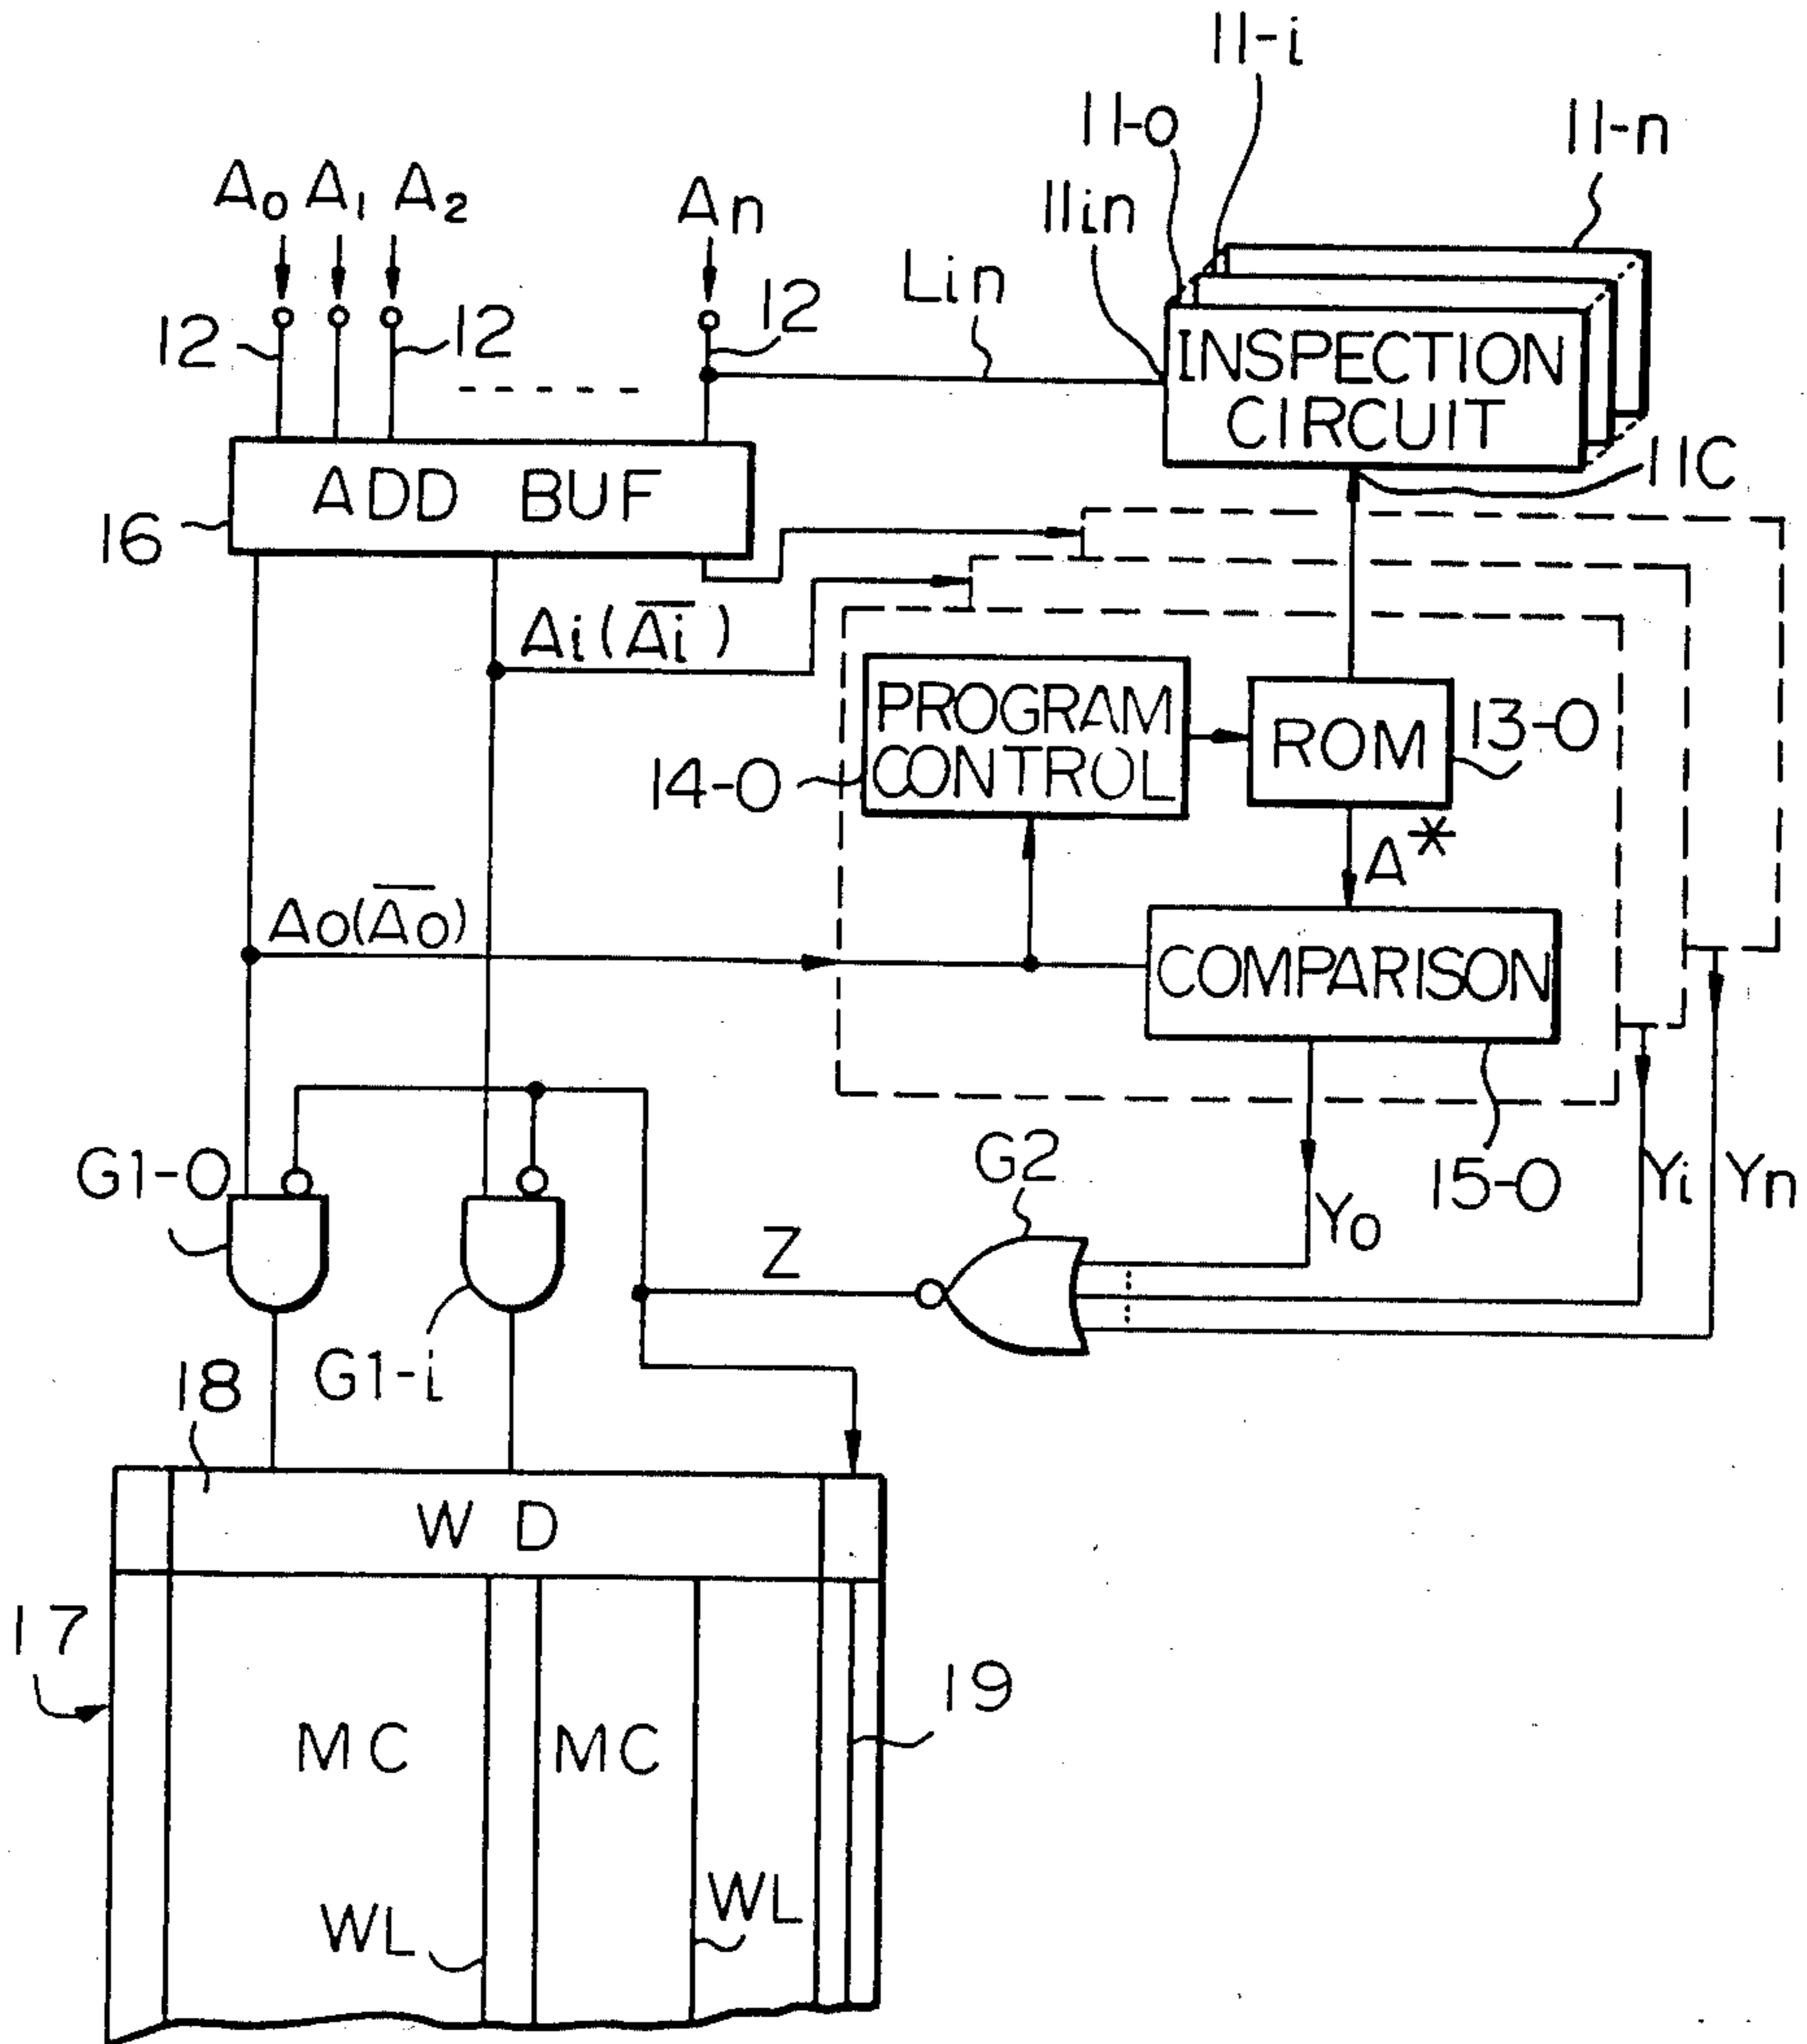 11-i
11-0
11-n
A0 A1 A2 An
11in
Lin
12 12 12
INSPECTION
CIRCUIT
11C
ADD BUF
16
Ai(A̅i̅)
PROGRAM
CONTROL
ROM
13-0
14-0
A*
A0(A̅0̅)
COMPARISON
G1-0
G2
15-0
Yi Yn
Y0
Z
G1-i
18
W D
17
19
MC MC
WL
WL